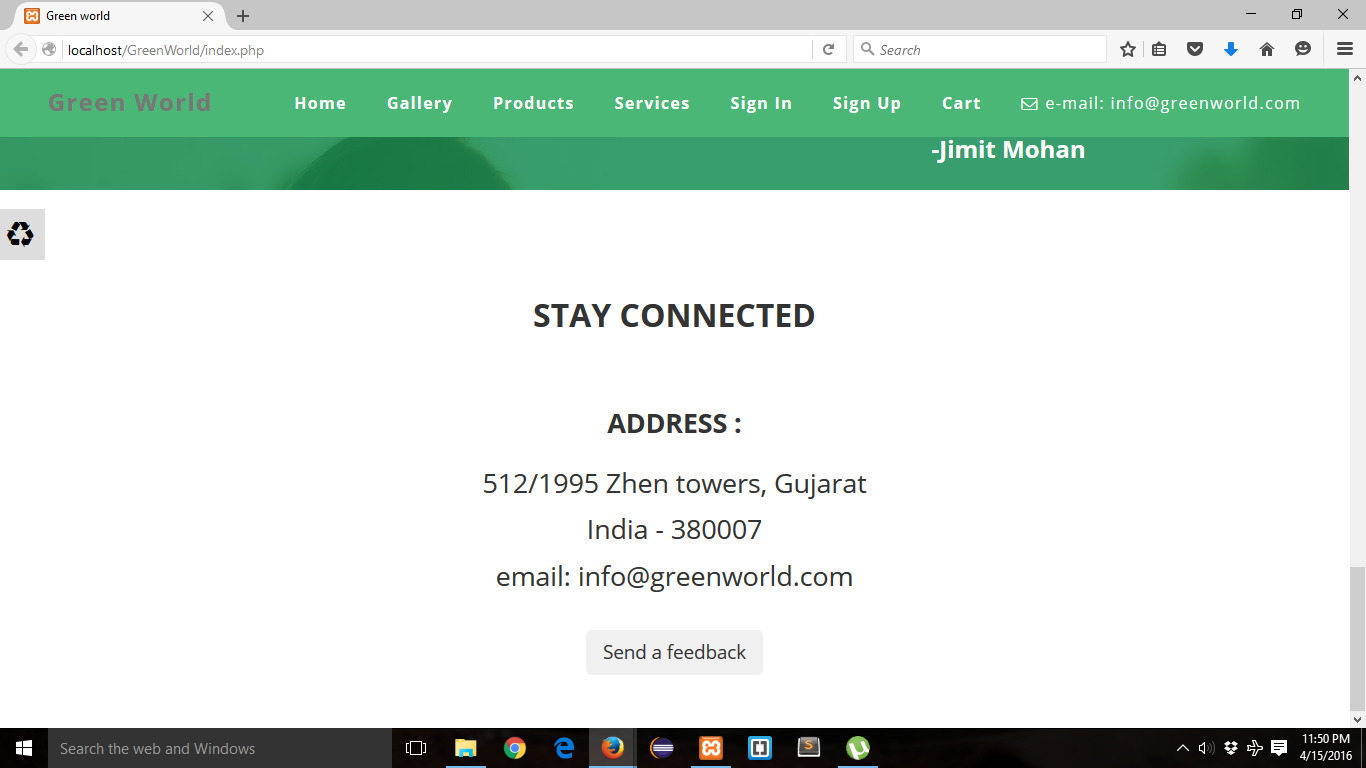 Green world
localhost/GreenWorld/index.php
Search
Green World
Home
Gallery
Products
Services
Sign In
Sign Up
Cart
e-mail: info@greenworld.com
-Jimit Mohan
STAY CONNECTED
ADDRESS :
512/1995 Zhen towers, Gujarat
India - 380007
email: info@greenworld.com
Send a feedback
Search the web and Windows
11:50 PM
4/15/2016